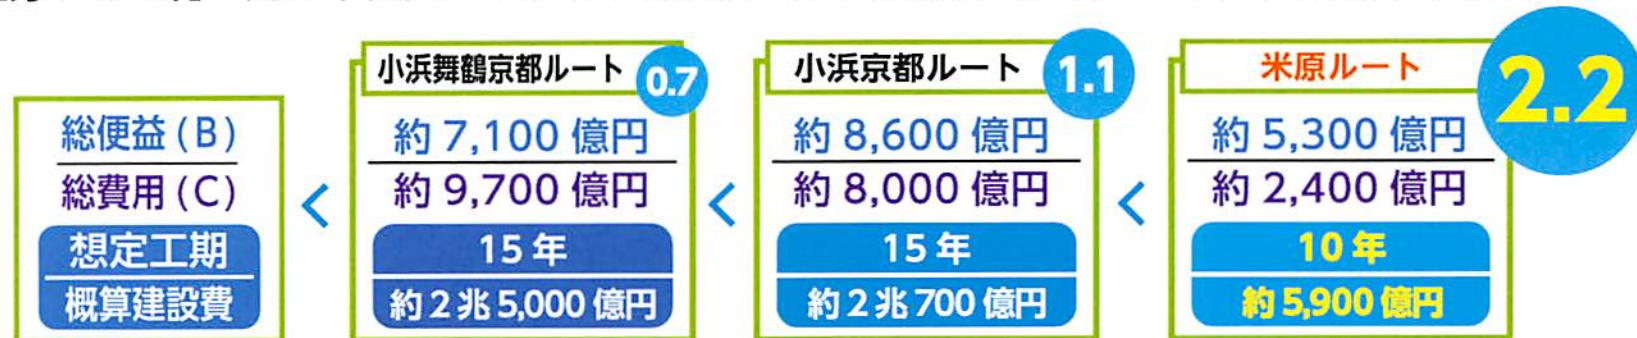 総便益(B)
総費用(C)
想定工期
概算建設費
<
小浜舞鶴京都ルート
0.7
約 7,100 億円
約 9,700 億円
15 年
約 2 兆 5,000 億円
<
小浜京都ルート
1.1
約 8,600 億円
約 8,000 億円
15 年
約 2 兆 700 億円
<
米原ルート
2.2
約 5,300 億円
約 2,400 億円
10 年
約 5,900 億円